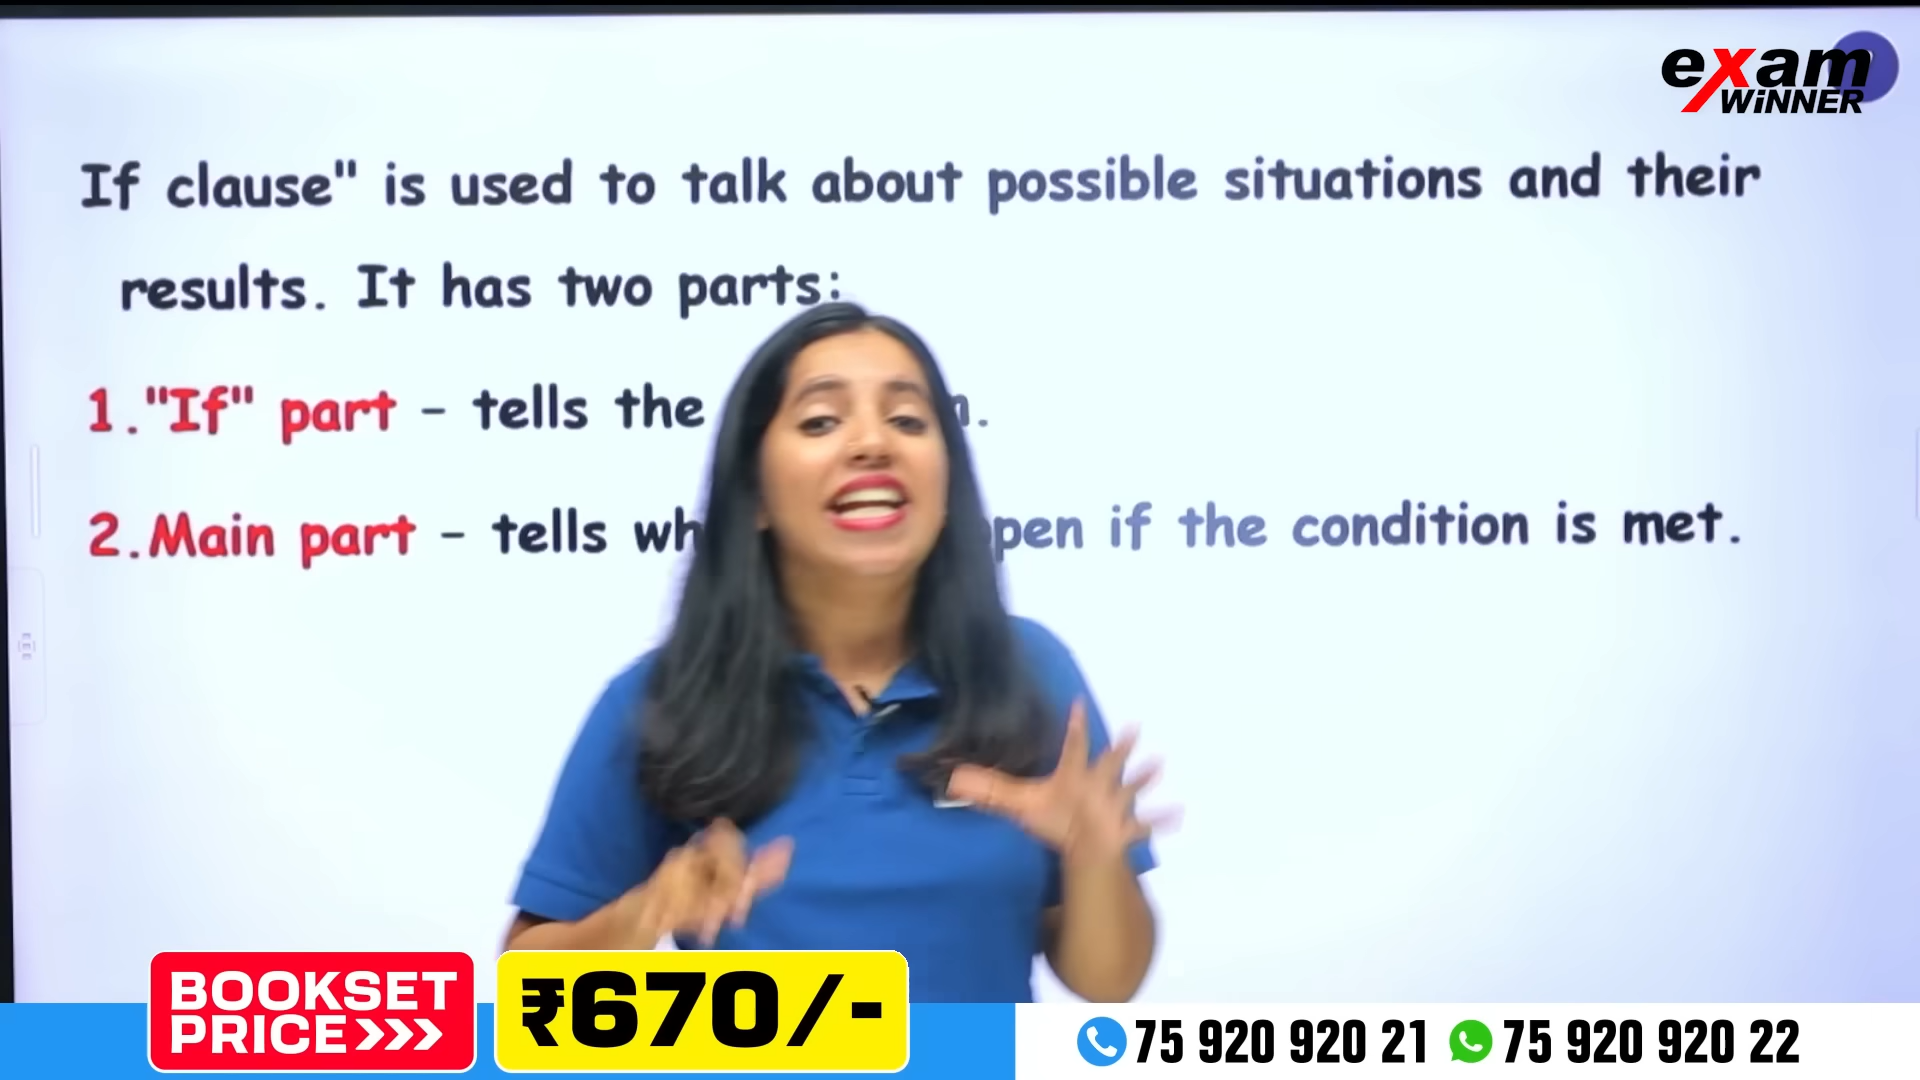 exam
WiNNER
If clause" is used to talk about possible situations and their
results. It has two parts:
1."If" part - tells the
2.Main part - tells if the condition is met.
BOOKSET
PRICE>>>
₹670/-
75 920 920 21 75 920 920 22